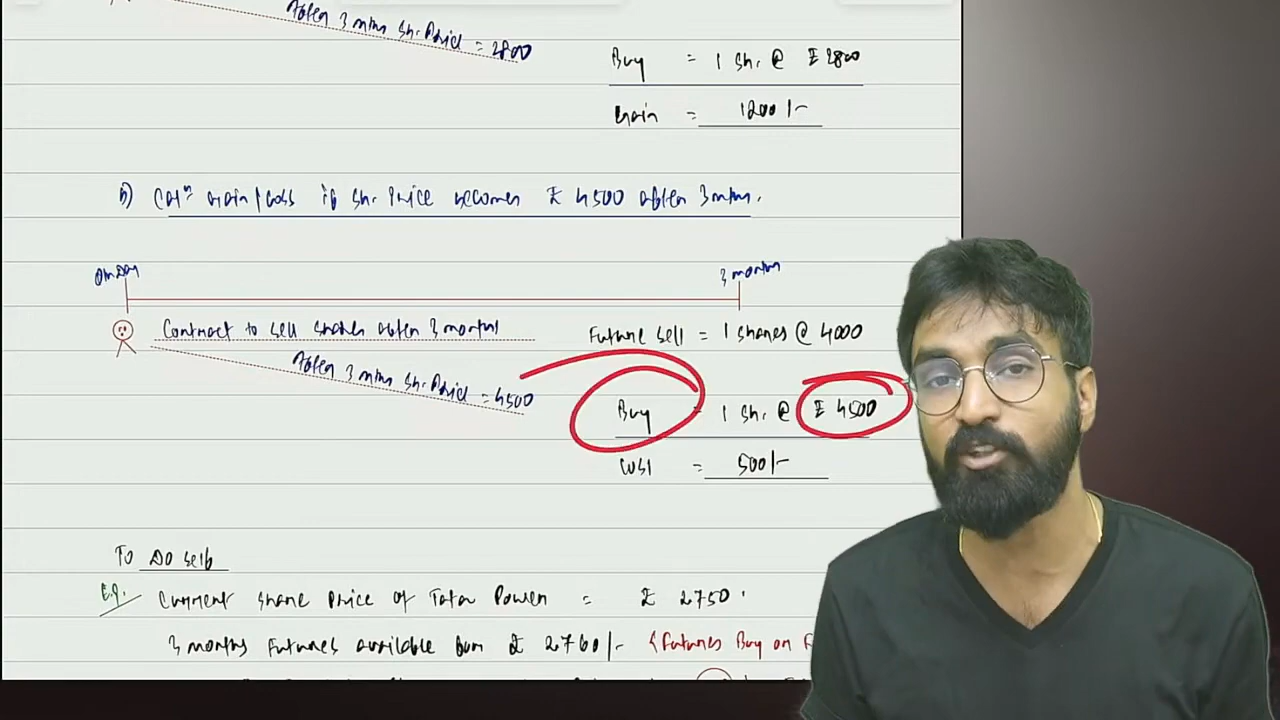 After 3 mths Sh. Price = 2800
Buy = 1 Sh. @ ₹ 2800
Gain = 1200/-
b) Calⁿ Gain/Loss if Sh. Price becomes ₹ 4500 after 3 mths.
On Day 3 months
Contract to sell shares after 3 months
Future sell = 1 shares @ 4000
After 3 mths Sh. Price = 4500
Buy = 1 Sh. @ ₹ 4500
= 500/-
To Do self
E.g. Current Share Price of Tata Power = ₹ 2750
3 months Futures available for ₹ 2760/- {Futures Buy on